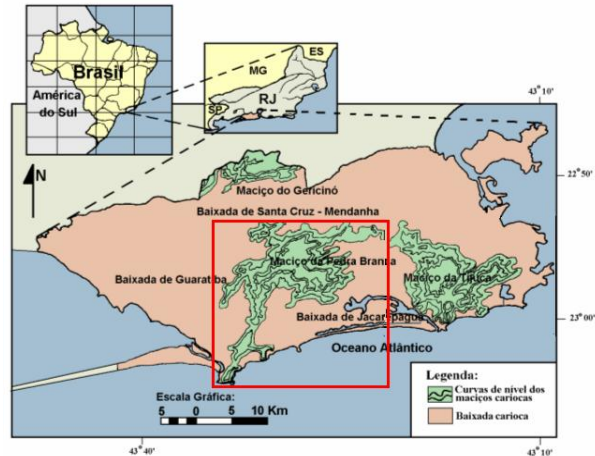 Brasil
América
do Sul
ES
MG
RJ
SP
43°10'
N
22°50'
Maciço do Gericinó
Baixada de Santa Cruz - Mendanha
Maciço da Pedra Branca
Baixada de Guaratiba
Maciço da Tijuca
Baixada de Jacarepaguá
23°00'
Oceano Atlântico
Legenda:
Curvas de nível dos
maciços cariocas
Baixada carioca
Escala Gráfica:
5 0 5 10 Km
43°40'
43°10'